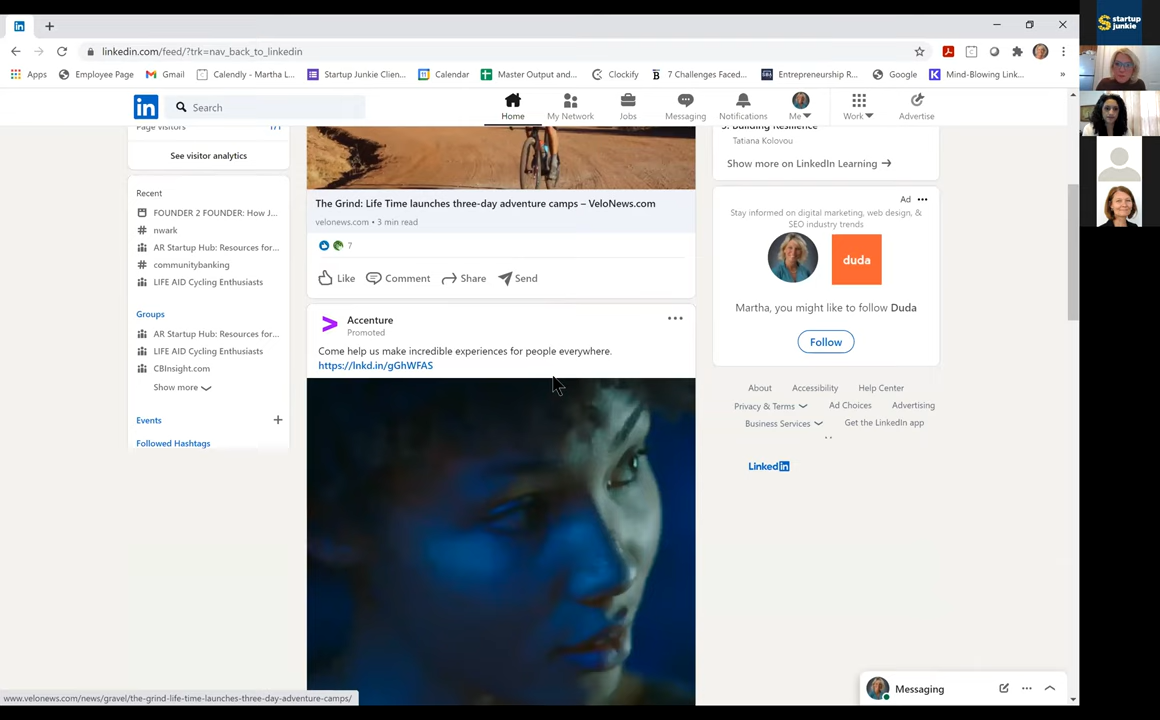 linkedin.com/feed/?trk=nav_back_to_linkedin
Apps
Employee Page
Gmail
Calendly - Martha L...
Startup Junkie Clien...
Calendar
Master Output and...
Clockify
7 Challenges Faced...
Entrepreneurship R...
Google
Mind-Blowing Link...
»
in
Search
Home
My Network
Jobs
Messaging
Notifications
Me
Work
Advertise
Page visitors
171
See visitor analytics
Recent
FOUNDER 2 FOUNDER: How J...
# nwark
AR Startup Hub: Resources for...
# communitybanking
LIFE AID Cycling Enthusiasts
Groups
AR Startup Hub: Resources for...
LIFE AID Cycling Enthusiasts
CBInsight.com
Show more
Events
+
Followed Hashtags
The Grind: Life Time launches three-day adventure camps – VeloNews.com
velonews.com • 3 min read
7
Like
Comment
Share
Send
Accenture
Promoted
Come help us make incredible experiences for people everywhere.
https://lnkd.in/gGhWFAS
5. Building Resilience
Tatiana Kolovou
Show more on LinkedIn Learning →
Ad
Stay informed on digital marketing, web design, &
SEO industry trends
duda
Martha, you might like to follow Duda
Follow
About Accessibility Help Center
Privacy & Terms Ad Choices Advertising
Business Services Get the LinkedIn app
Linkedin
Messaging
www.velonews.com/news/gravel/the-grind-life-time-launches-three-day-adventure-camps/
startup
junkie